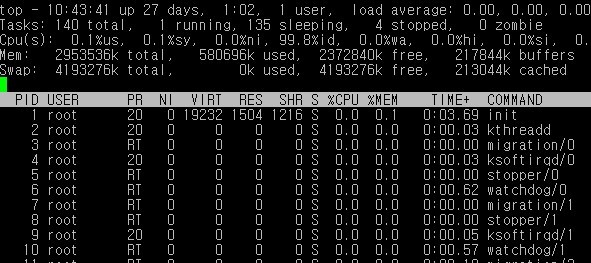 top - 10:43:41 up 27 days,  1:02,  1 user,  load average: 0.00, 0.00, 0.00
Tasks: 140 total,   1 running, 135 sleeping,   4 stopped,   0 zombie
Cpu(s):  0.1%us,  0.1%sy,  0.0%ni, 99.8%id,  0.0%wa,  0.0%hi,  0.0%si,  0.
Mem:   2953536k total,   580696k used,  2372840k free,   217844k buffers
Swap:  4193276k total,        0k used,  4193276k free,   213044k cached
PID USER      PR  NI  VIRT  RES  SHR S %CPU %MEM    TIME+  COMMAND
1 root      20   0 19232 1504 1216 S  0.0  0.1   0:03.69 init
2 root      20   0     0    0    0 S  0.0  0.0   0:00.03 kthreadd
3 root      RT   0     0    0    0 S  0.0  0.0   0:00.03 migration/0
4 root      20   0     0    0    0 S  0.0  0.0   0:00.03 ksoftirqd/0
5 root      RT   0     0    0    0 S  0.0  0.0   0:00.00 stopper/0
6 root      RT   0     0    0    0 S  0.0  0.0   0:00.62 watchdog/0
7 root      RT   0     0    0    0 S  0.0  0.0   0:00.00 migration/1
8 root      RT   0     0    0    0 S  0.0  0.0   0:00.00 stopper/1
9 root      20   0     0    0    0 S  0.0  0.0   0:00.05 ksoftirqd/1
10 root      RT   0     0    0    0 S  0.0  0.0   0:00.57 watchdog/1